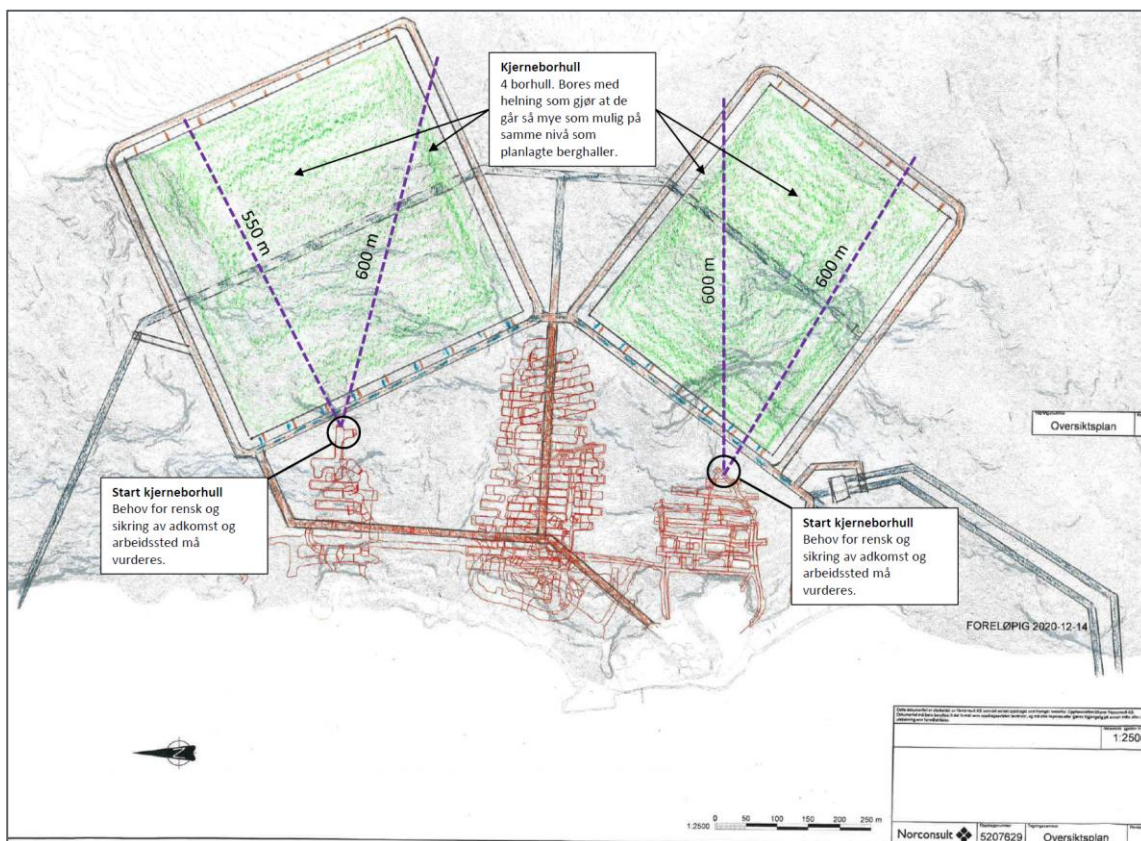 Kjerneborhull
4 borhull. Bores med
helning som gjør at de
går så mye som mulig på
samme nivå som
planlagte berghaller.
550 m
600 m
600 m
600 m
Oversiktsplan
Start kjerneborhull
Behov for rensk og
sikring av adkomst og
arbeidssted må
vurderes.
Start kjerneborhull
Behov for rensk og
sikring av adkomst og
arbeidssted må
vurderes.
FORELØPIG 2020-12-14
N
1:250
1:2500 0 50 100 150 200 250 m
Norconsult 5207629 Oversiktsplan